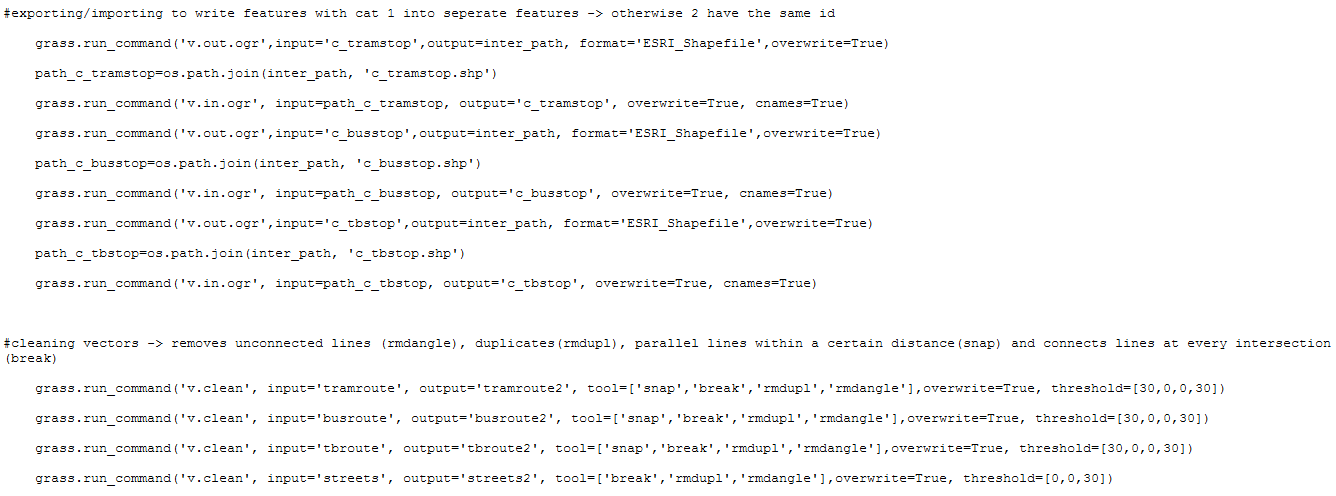 #exporting/importing to write features with cat 1 into seperate features -> otherwise 2 have the same id
grass.run_command('v.out.ogr',input='c_tramstop',output=inter_path, format='ESRI_Shapefile',overwrite=True)
path_c_tramstop=os.path.join(inter_path, 'c_tramstop.shp')
grass.run_command('v.in.ogr', input=path_c_tramstop, output='c_tramstop', overwrite=True, cnames=True)
grass.run_command('v.out.ogr',input='c_busstop',output=inter_path, format='ESRI_Shapefile',overwrite=True)
path_c_busstop=os.path.join(inter_path, 'c_busstop.shp')
grass.run_command('v.in.ogr', input=path_c_busstop, output='c_busstop', overwrite=True, cnames=True)
grass.run_command('v.out.ogr',input='c_tbstop',output=inter_path, format='ESRI_Shapefile',overwrite=True)
path_c_tbstop=os.path.join(inter_path, 'c_tbstop.shp')
grass.run_command('v.in.ogr', input=path_c_tbstop, output='c_tbstop', overwrite=True, cnames=True)
#cleaning vectors -> removes unconnected lines (rmdangle), duplicates(rmdupl), parallel lines within a certain distance(snap) and connects lines at every intersection
(break)
grass.run_command('v.clean', input='tramroute', output='tramroute2', tool=['snap','break','rmdupl','rmdangle'],overwrite=True, threshold=[30,0,0,30])
grass.run_command('v.clean', input='busroute', output='busroute2', tool=['snap','break','rmdupl','rmdangle'],overwrite=True, threshold=[30,0,0,30])
grass.run_command('v.clean', input='tbroute', output='tbroute2', tool=['snap','break','rmdupl','rmdangle'],overwrite=True, threshold=[30,0,0,30])
grass.run_command('v.clean', input='streets', output='streets2', tool=['break','rmdupl','rmdangle'],overwrite=True, threshold=[0,0,30])